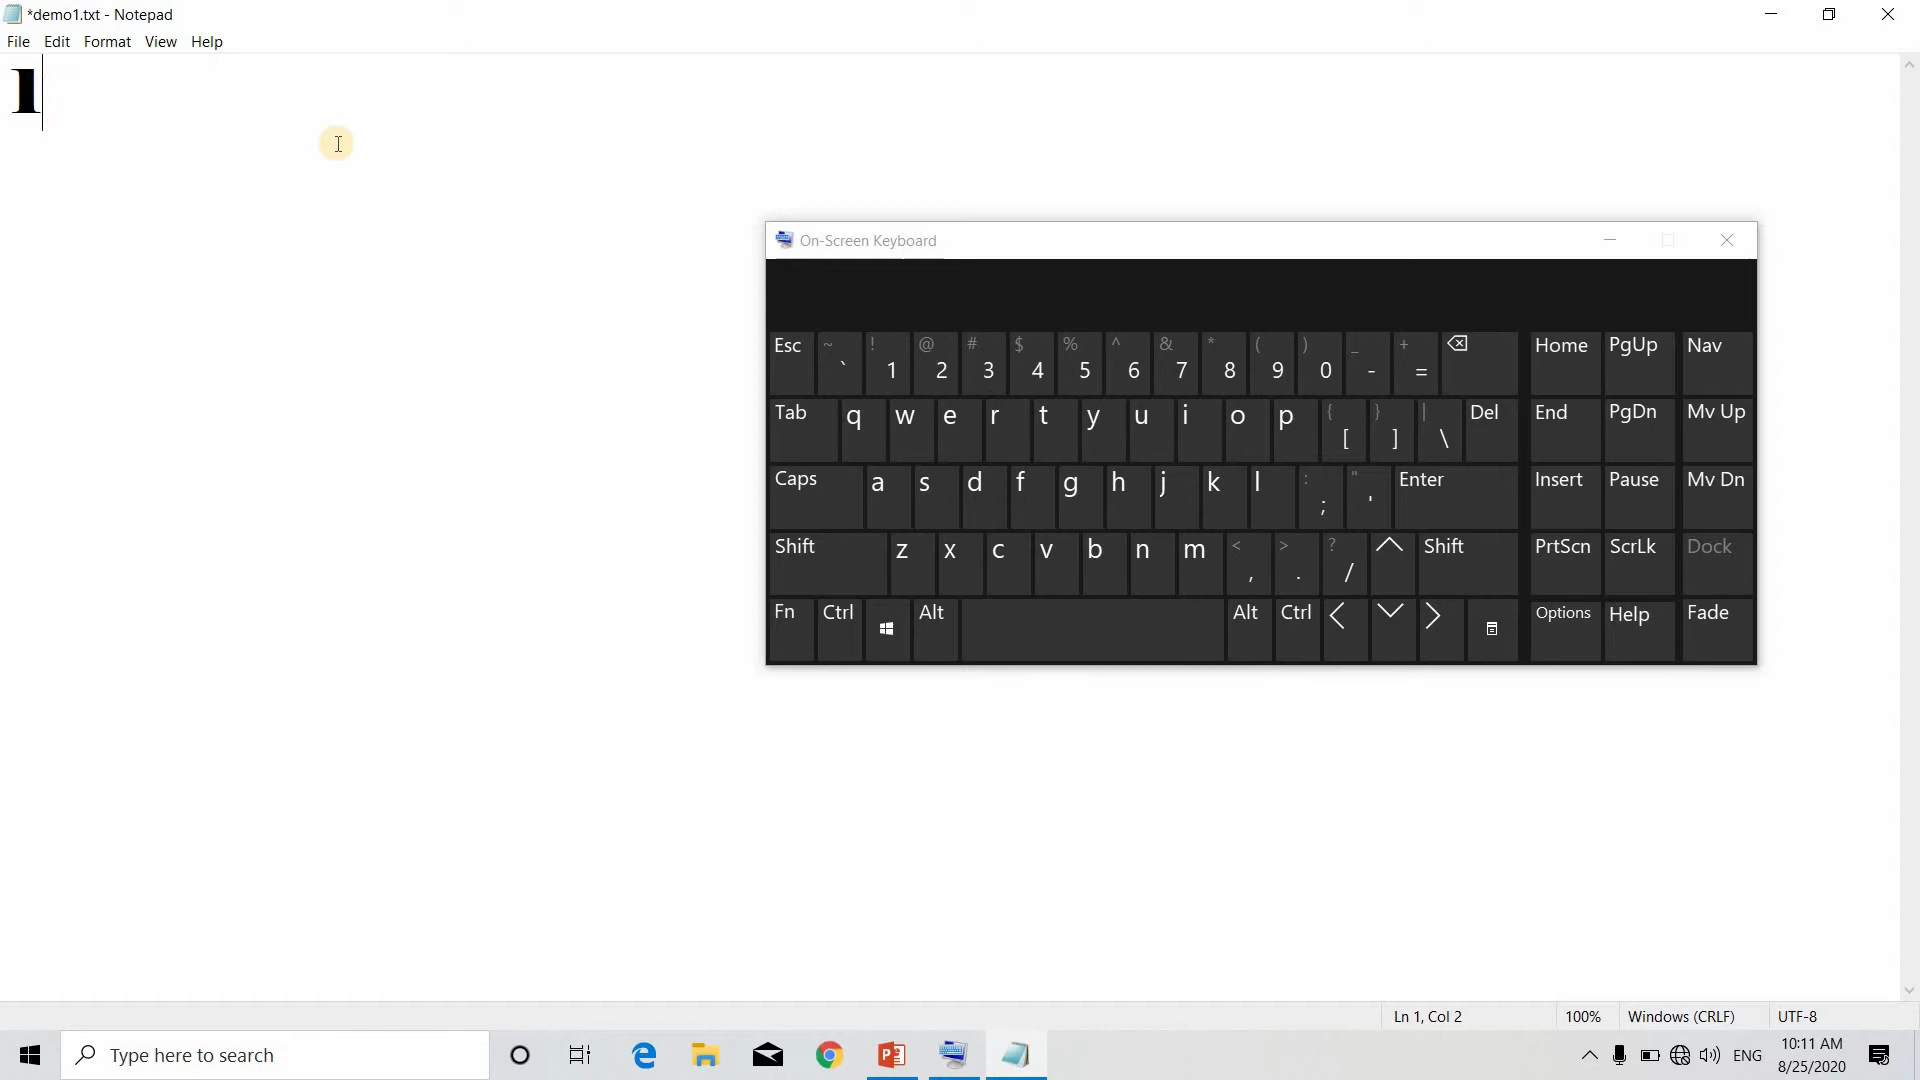 *demo1.txt - Notepad
File Edit Format View Help
1
On-Screen Keyboard
Esc ~ ` ! 1 @ 2 # 3 $ 4 % 5 ^ 6 & 7 * 8 ( 9 ) 0 _ - + = Home PgUp Nav
Tab q w e r t y u i o p { [ } ] | \ Del End PgDn Mv Up
Caps a s d f g h j k l : ; " ' Enter Insert Pause Mv Dn
Shift z x c v b n m < , > . ? / Shift PrtScn ScrLk Dock
Fn Ctrl Alt Alt Ctrl Options Help Fade
Ln 1, Col 2 100% Windows (CRLF) UTF-8
Type here to search ENG 10:11 AM
8/25/2020